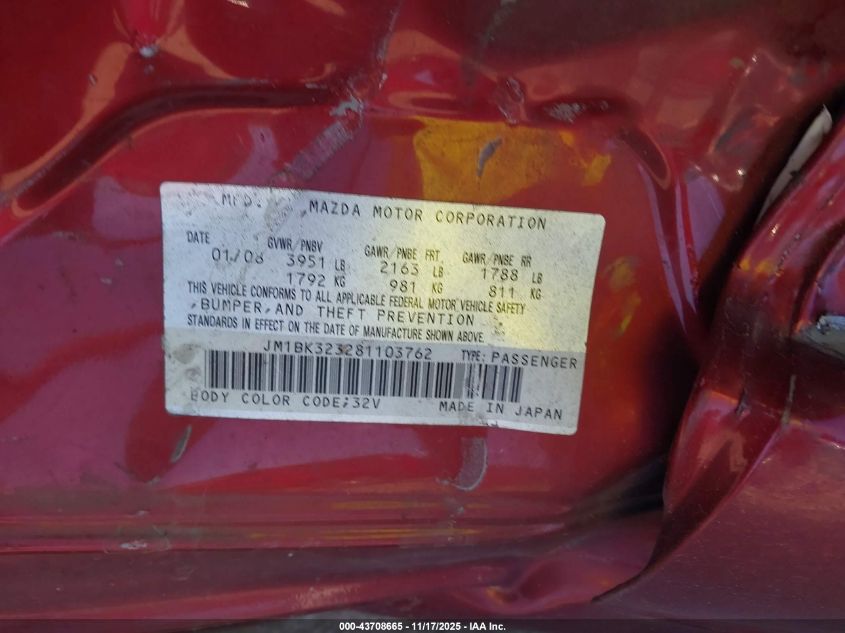 MFD. MAZDA MOTOR CORPORATION
DATE GVWR/PNBV GAWR/PNBE FRT, GAWR/PNBE RR
01/08 3951 LB 2163 LB 1788 LB
1792 KG 981 KG 811 KG
THIS VEHICLE CONFORMS TO ALL APPLICABLE FEDERAL MOTOR VEHICLE SAFETY
,BUMPER,AND THEFT PREVENTION
STANDARDS IN EFFECT ON THE DATE OF MANUFACTURE SHOWN ABOVE.
JM1BK323281103762 TYPE: PASSENGER
BODY COLOR CODE;32V MADE IN JAPAN
000-43708665 - 11/17/2025 - IAA Inc.